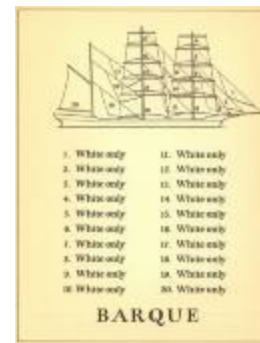 1. White only
2. White only
3. White only
4. White only
5. White only
6. White only
7. White only
8. White only
9. White only
10. White only
11. White only
12. White only
13. White only
14. White only
15. White only
16. White only
17. White only
18. White only
19. White only
20. White only
BARQUE